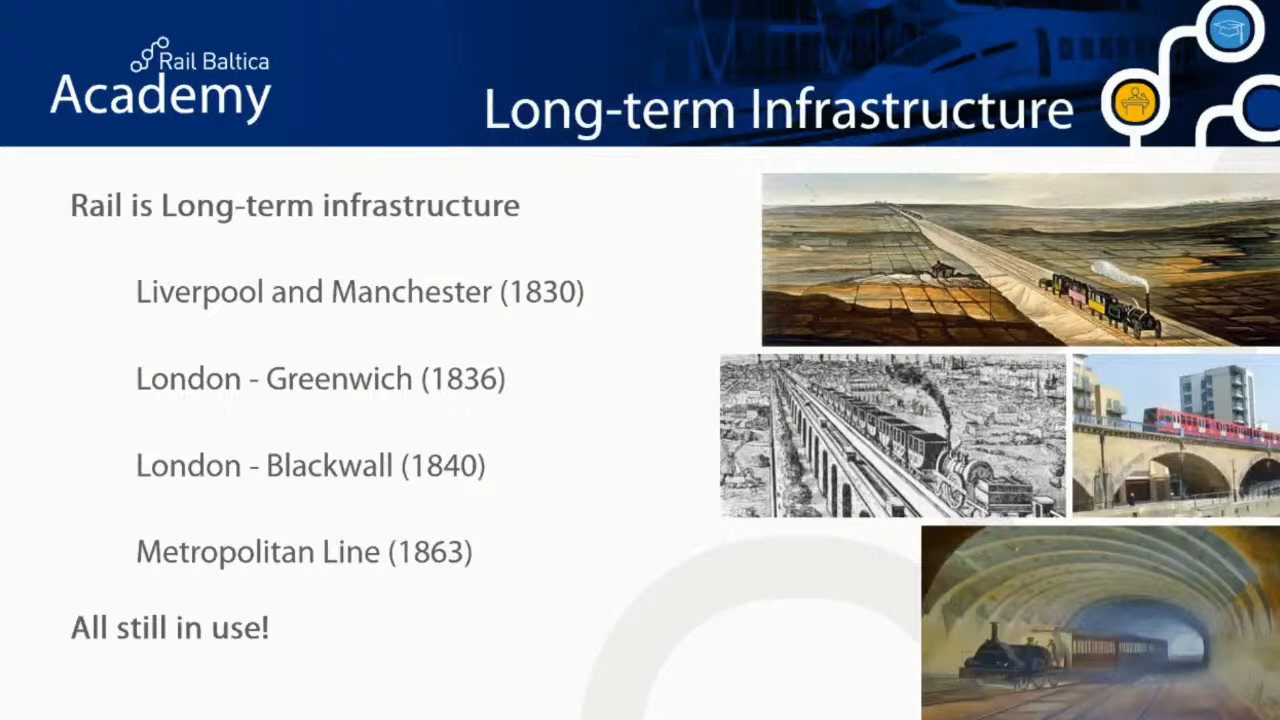 Rail Baltica
Academy
Long-term Infrastructure
Rail is Long-term infrastructure
Liverpool and Manchester (1830)
London - Greenwich (1836)
London - Blackwall (1840)
Metropolitan Line (1863)
All still in use!